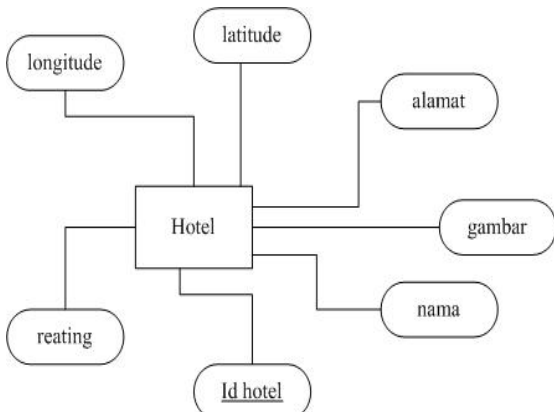 latitude
longitude
alamat
Hotel
gambar
nama
reating
Id hotel